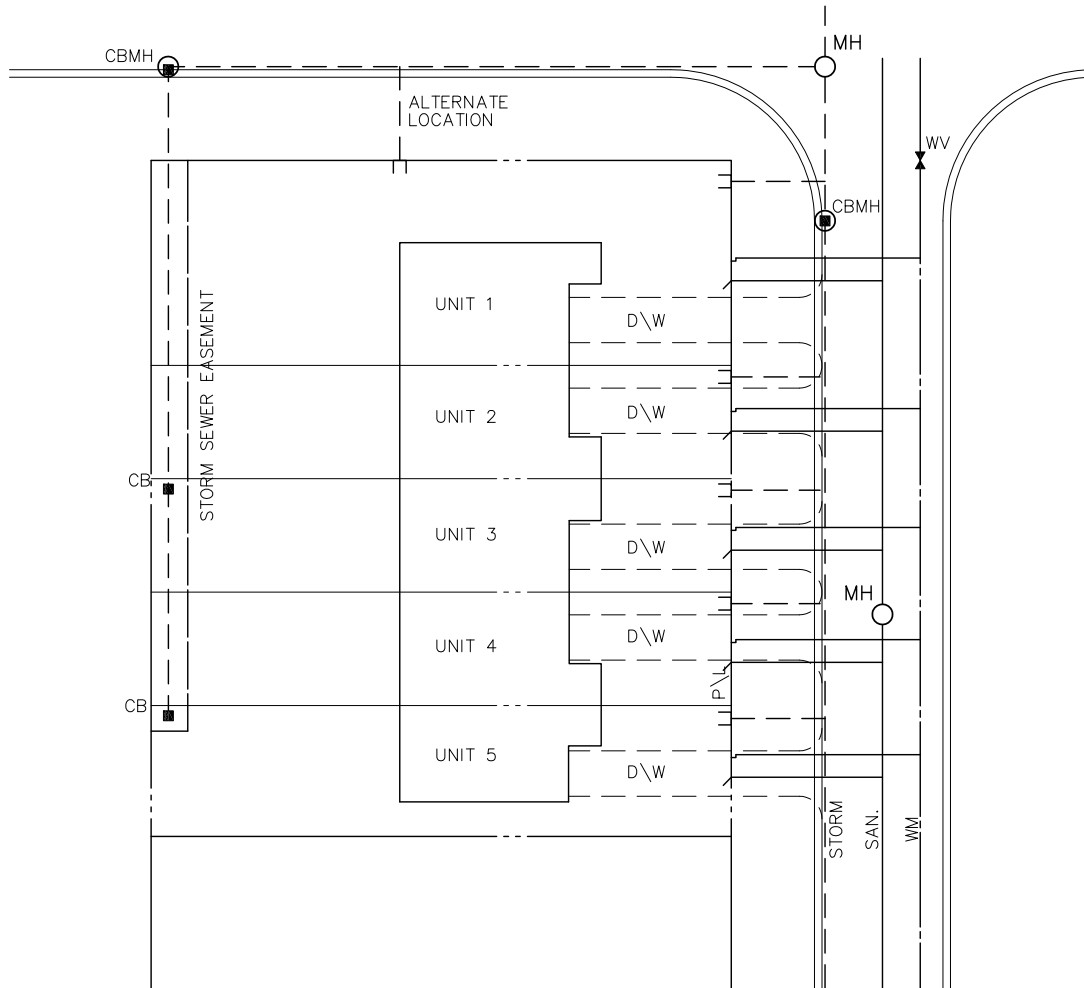 CBMH
MH
ALTERNATE
LOCATION
WV
CBMH
STORM SEWER EASEMENT
UNIT 1
D\W
UNIT 2
D\W
CB
UNIT 3
D\W
MH
UNIT 4
D\W
P\L
CB
UNIT 5
D\W
STORM
SAN.
WM